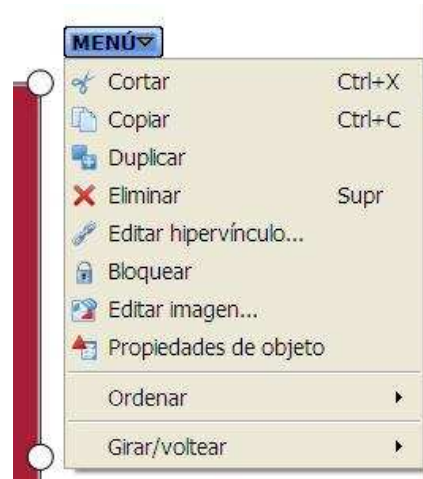 MENÚ
Cortar Ctrl+X
Copiar Ctrl+C
Duplicar
Eliminar Supr
Editar hipervínculo...
Bloquear
Editar imagen...
Propiedades de objeto
Ordenar
Girar/voltear